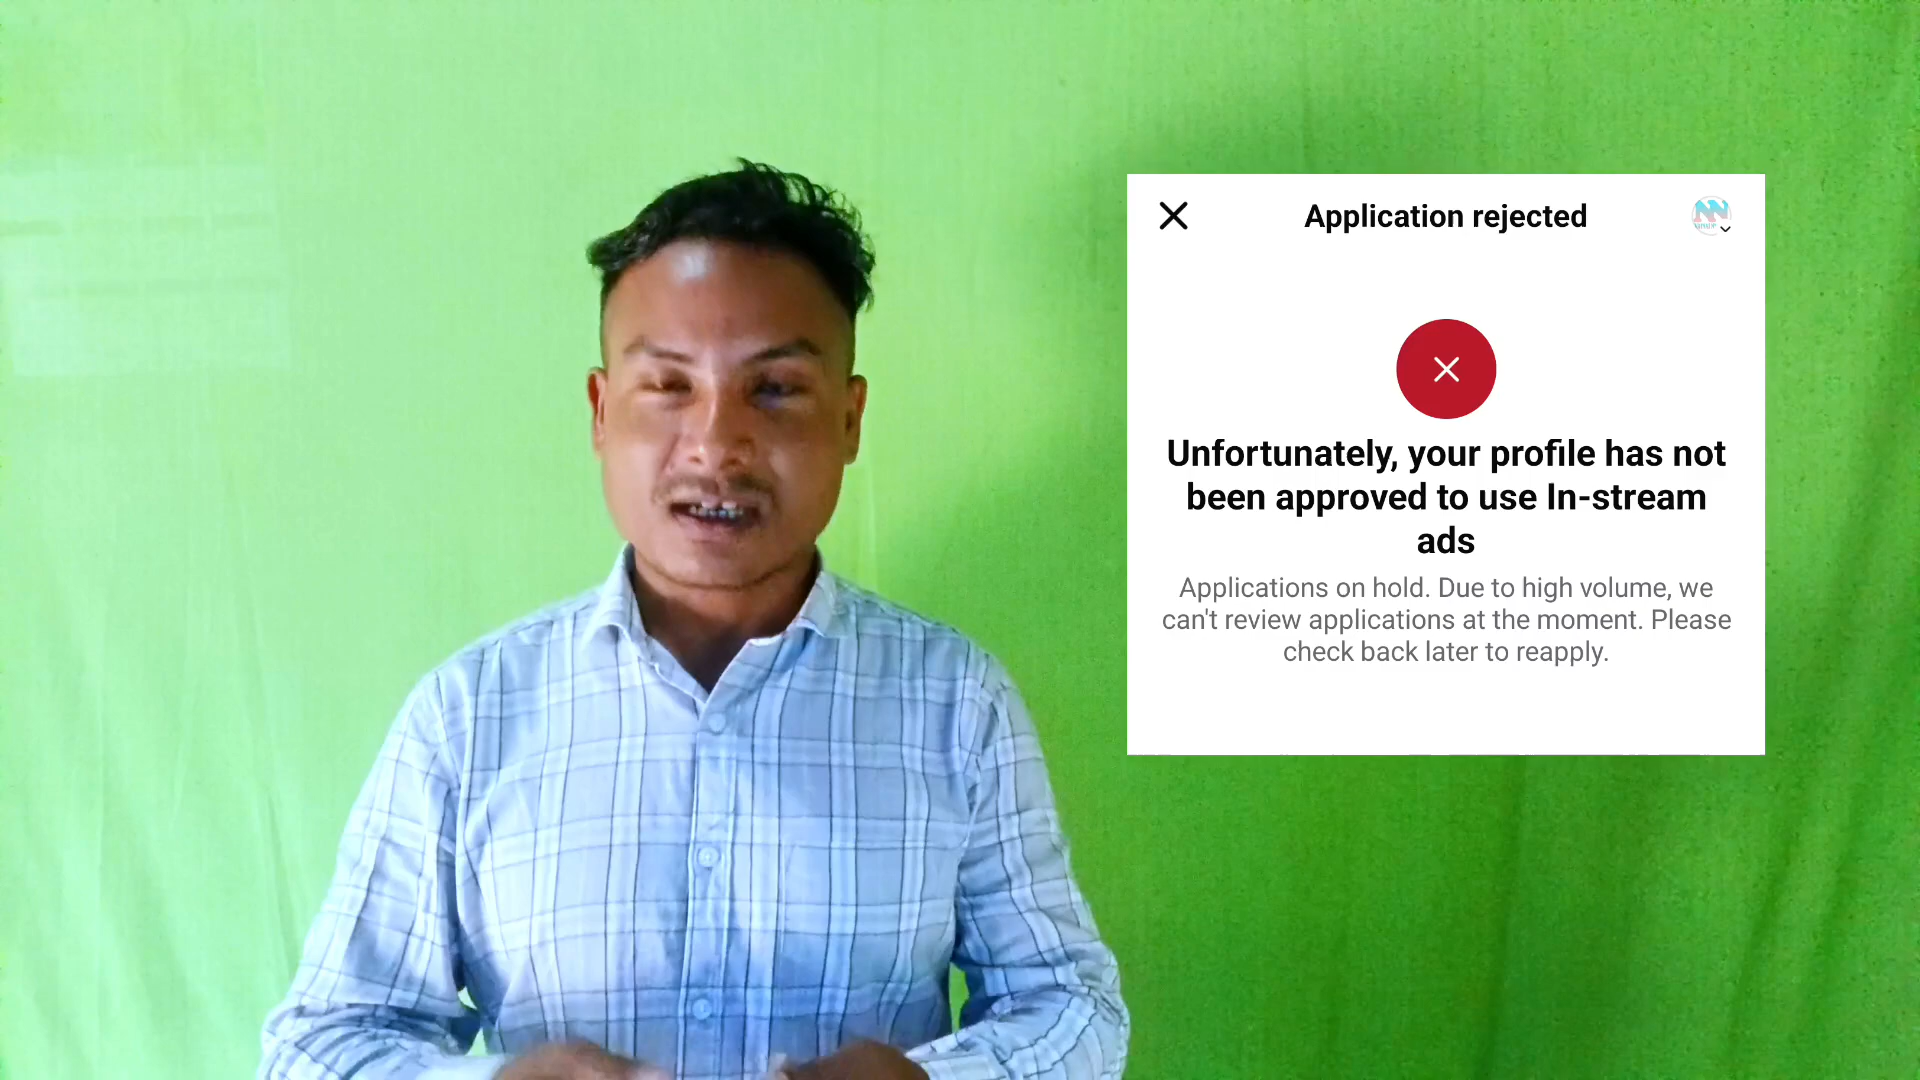 Application rejected
NN
Unfortunately, your profile has not
been approved to use In-stream
ads
Applications on hold. Due to high volume, we
can't review applications at the moment. Please
check back later to reapply.